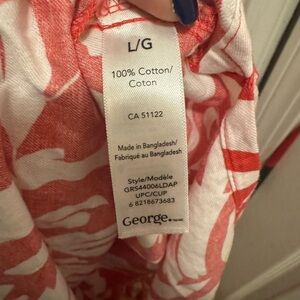 L/G
100% Cotton/
Coton
CA 51122
Made in Bangladesh/
Fabriqué au Bangladesh
Style/Modèle
GRS44006LDAP
UPC/CUP
6 8218673683
George.